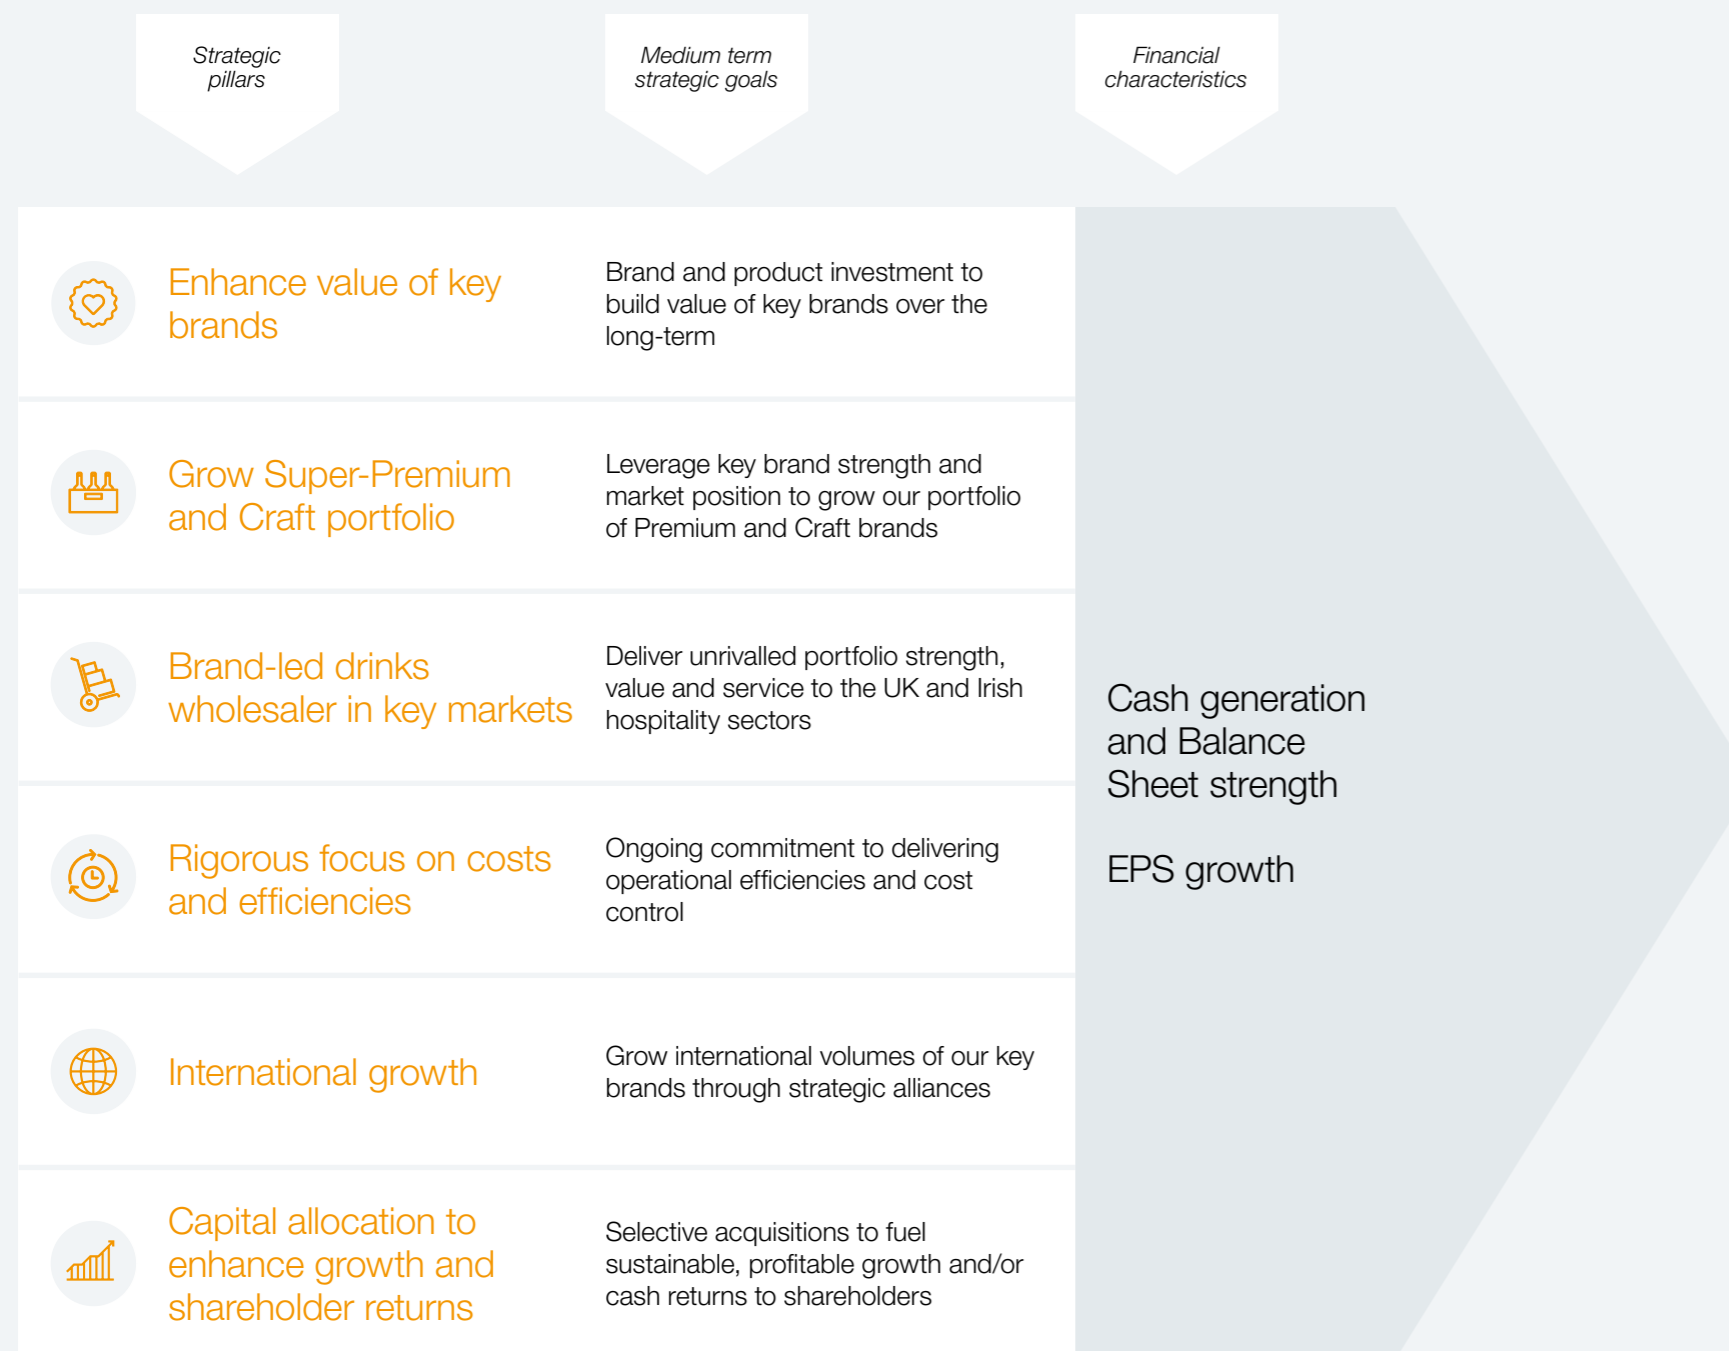 Strategic
pillars
Medium term
strategic goals
Financial
characteristics
Enhance value of key
brands
Brand and product investment to
build value of key brands over the
long-term
Grow Super-Premium
and Craft portfolio
Leverage key brand strength and
market position to grow our portfolio
of Premium and Craft brands
Brand-led drinks
wholesaler in key markets
Deliver unrivalled portfolio strength,
value and service to the UK and Irish
hospitality sectors
Rigorous focus on costs
and efficiencies
Ongoing commitment to delivering
operational efficiencies and cost
control
International growth
Grow international volumes of our key
brands through strategic alliances
Capital allocation to
enhance growth and
shareholder returns
Selective acquisitions to fuel
sustainable, profitable growth and/or
cash returns to shareholders
Cash generation
and Balance
Sheet strength
EPS growth